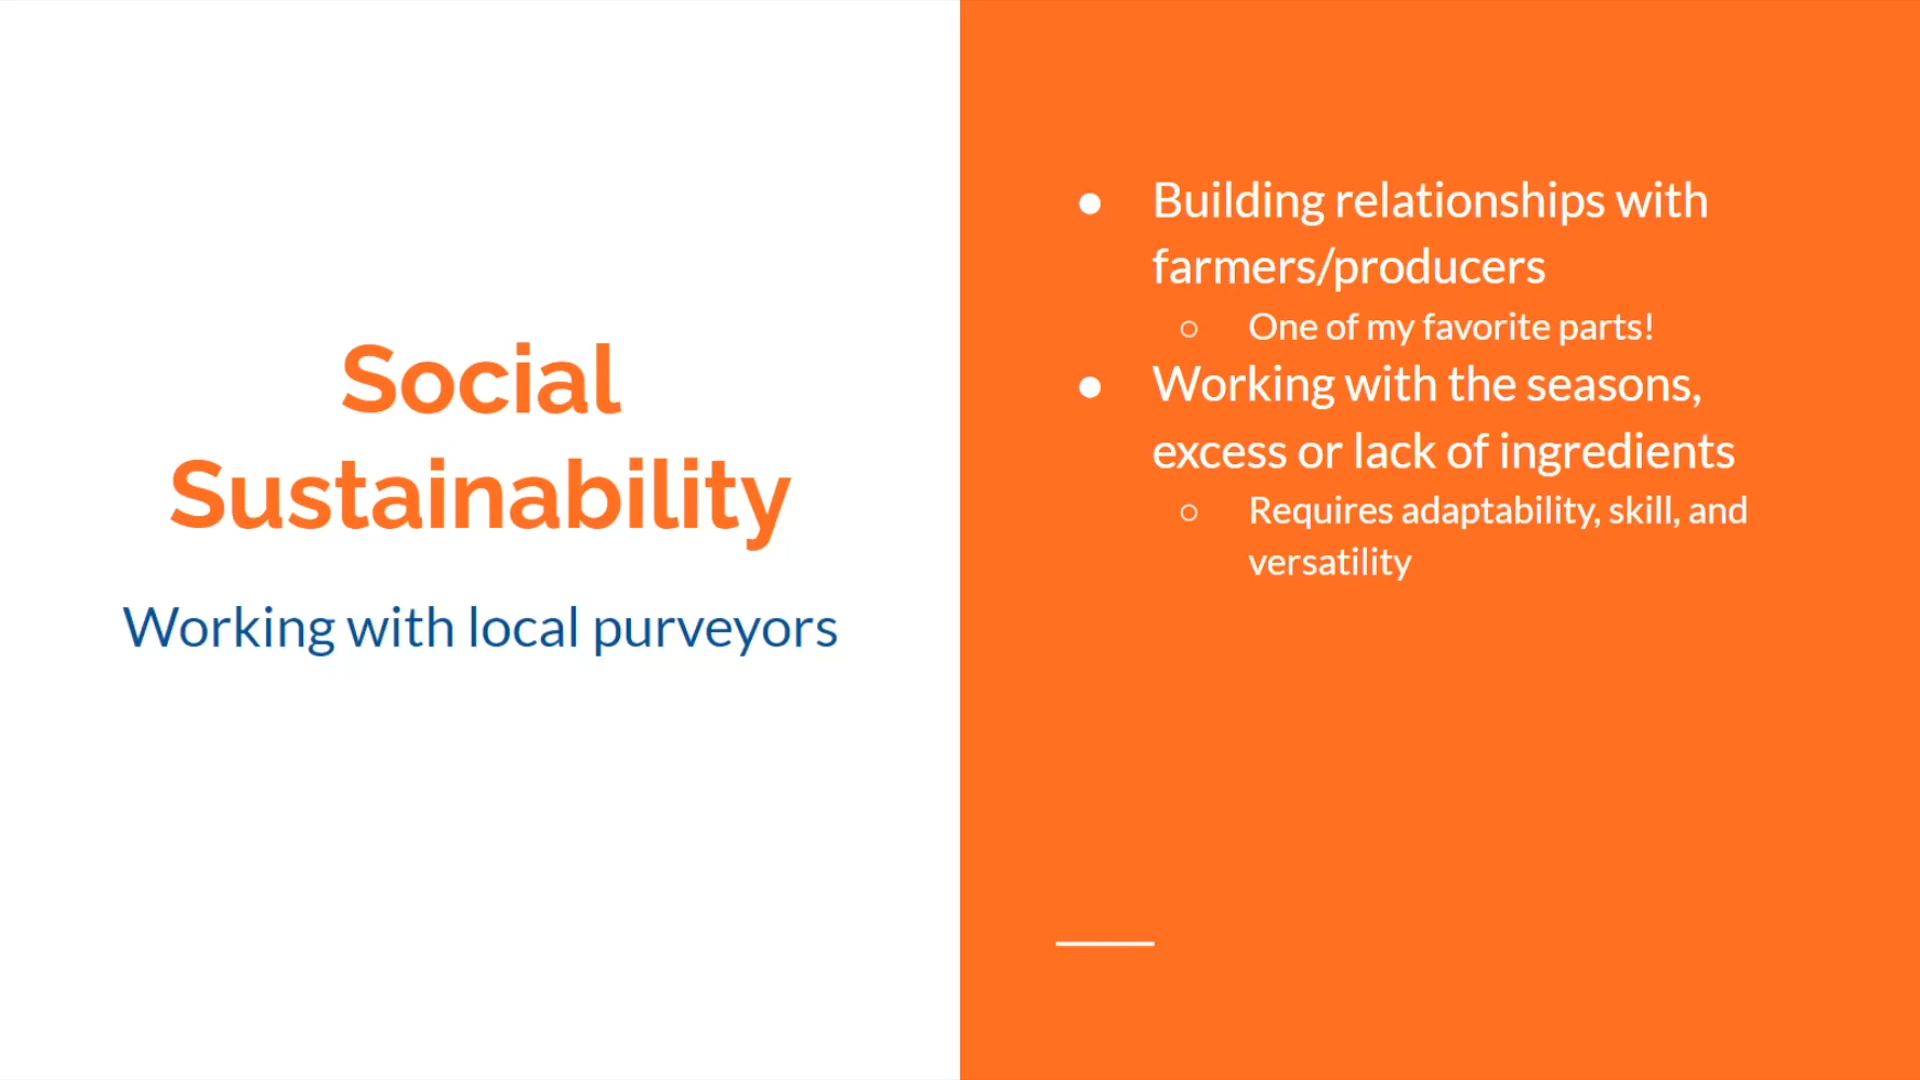 Social
Sustainability
Working with local purveyors
● Building relationships with
farmers/producers
○ One of my favorite parts!
● Working with the seasons,
excess or lack of ingredients
○ Requires adaptability, skill, and
versatility